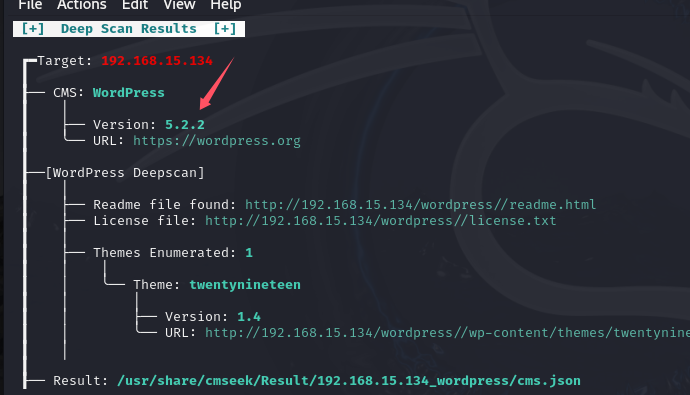 File Actions Edit View Help
[+] Deep Scan Results [+]
Target: 192.168.15.134
CMS: WordPress
Version: 5.2.2
URL: https://wordpress.org
[WordPress Deepscan]
Readme file found: http://192.168.15.134/wordpress//readme.html
License file: http://192.168.15.134/wordpress//license.txt
Themes Enumerated: 1
Theme: twentynineteen
Version: 1.4
URL: http://192.168.15.134/wordpress//wp-content/themes/twentynine
Result: /usr/share/cmseek/Result/192.168.15.134_wordpress/cms.json